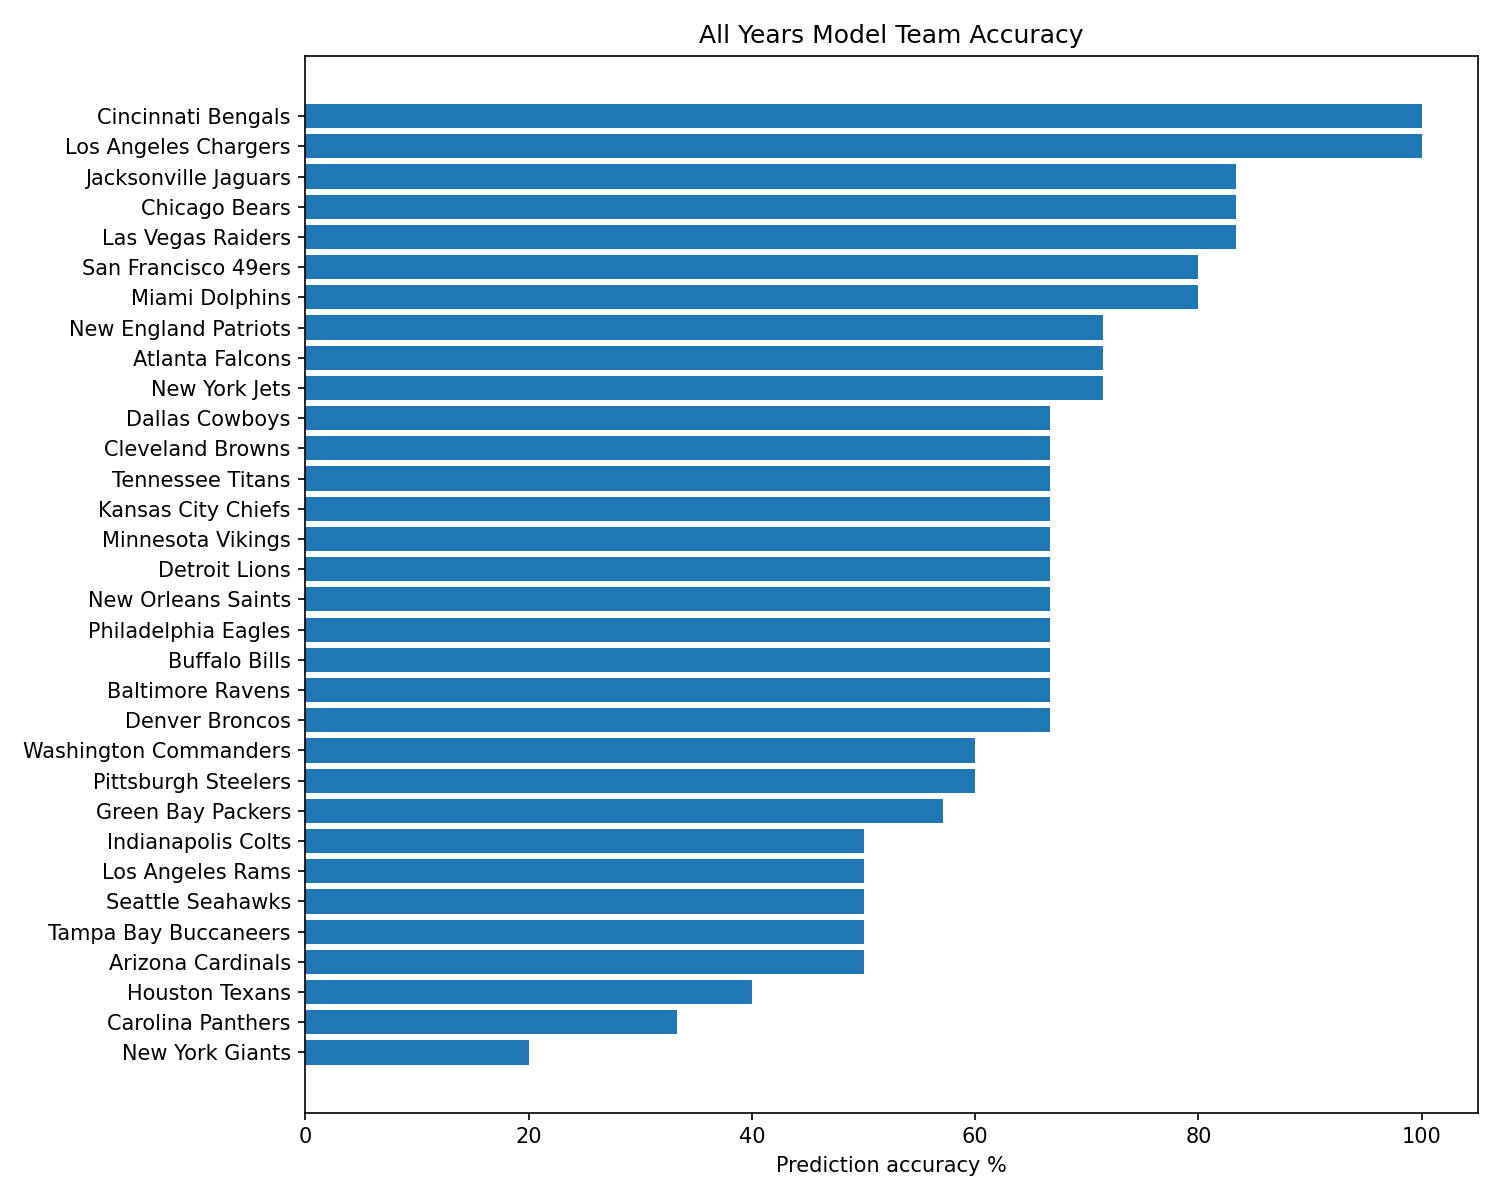 All Years Model Team Accuracy
Cincinnati Bengals
Los Angeles Chargers
Jacksonville Jaguars
Chicago Bears
Las Vegas Raiders
San Francisco 49ers
Miami Dolphins
New England Patriots
Atlanta Falcons
New York Jets
Dallas Cowboys
Cleveland Browns
Tennessee Titans
Kansas City Chiefs
Minnesota Vikings
Detroit Lions
New Orleans Saints
Philadelphia Eagles
Buffalo Bills
Baltimore Ravens
Denver Broncos
Washington Commanders
Pittsburgh Steelers
Green Bay Packers
Indianapolis Colts
Los Angeles Rams
Seattle Seahawks
Tampa Bay Buccaneers
Arizona Cardinals
Houston Texans
Carolina Panthers
New York Giants
0 20 40 60 80 100
Prediction accuracy %